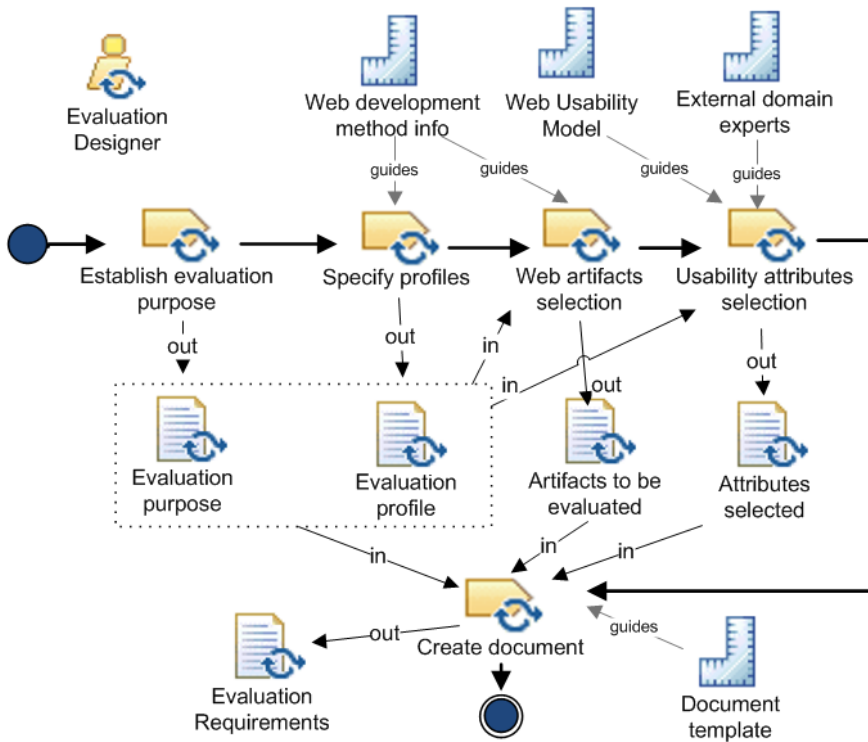 Evaluation
Designer
Web development
method info
Web Usability
Model
External domain
experts
guides
guides
guides
guides
Establish evaluation
purpose
Specify profiles
Web artifacts
selection
Usability attributes
selection
out
out
in
in
out
out
Evaluation
purpose
Evaluation
profile
Artifacts to be
evaluated
Attributes
selected
in
in
in
Create document
out
guides
Evaluation
Requirements
Document
template